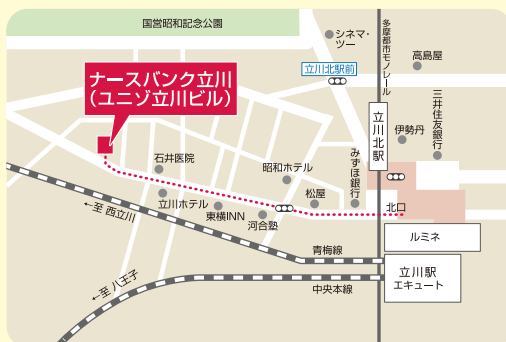 国営昭和記念公園
シネマ・
ツー
多摩都市モノレール
高島屋
立川北駅前
ナースバンク立川
（ユニゾ立川ビル）
三井住友銀行
立川北駅
伊勢丹
石井医院
昭和ホテル
みずほ銀行
立川ホテル
東横INN
河合塾
松屋
北口
←至 西立川
ルミネ
青梅線
立川駅
エキュート
←至 八王子
中央本線